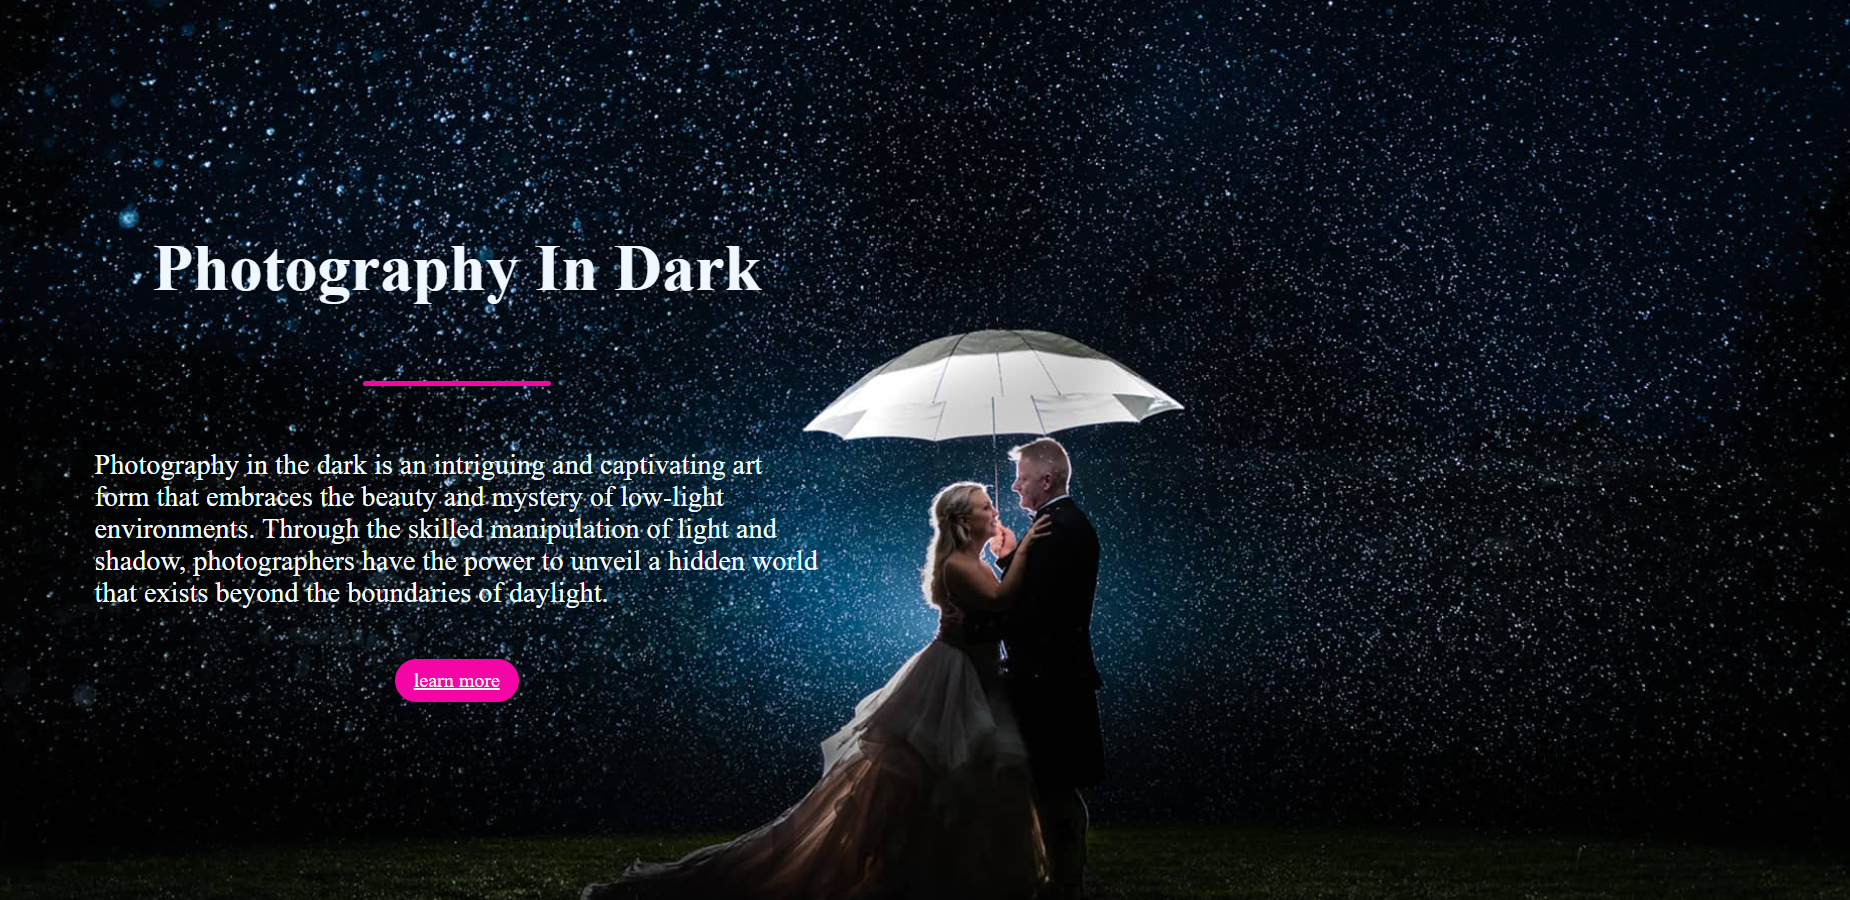 Photography In Dark
Photography in the dark is an intriguing and captivating art
form that embraces the beauty and mystery of low-light
environments. Through the skilled manipulation of light and
shadow, photographers have the power to unveil a hidden world
that exists beyond the boundaries of daylight.
learn more